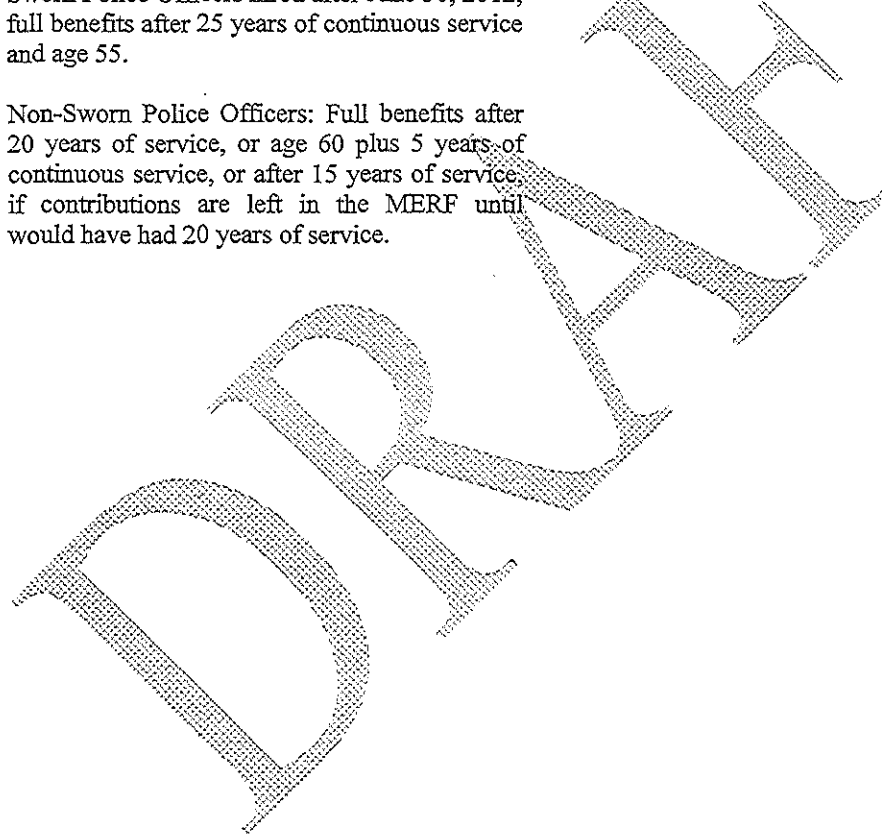 full benefits after 25 years of continuous service
and age 55.
Non-Sworn Police Officers: Full benefits after
20 years of service, or age 60 plus 5 years of
continuous service, or after 15 years of service,
if contributions are left in the MERF until
would have had 20 years of service.
DRAF